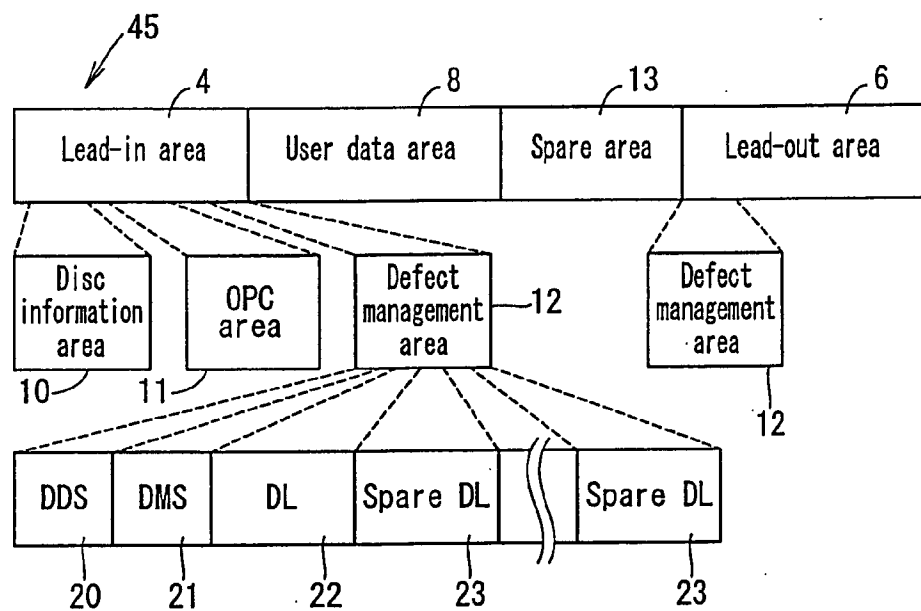 45
4
8
13
6
Lead-in area
User data area
Spare area
Lead-out area
Disc
information
area
OPC
area
Defect
management
area
12
Defect
management
area
10
11
12
DDS
DMS
DL
Spare DL
Spare DL
20
21
22
23
23